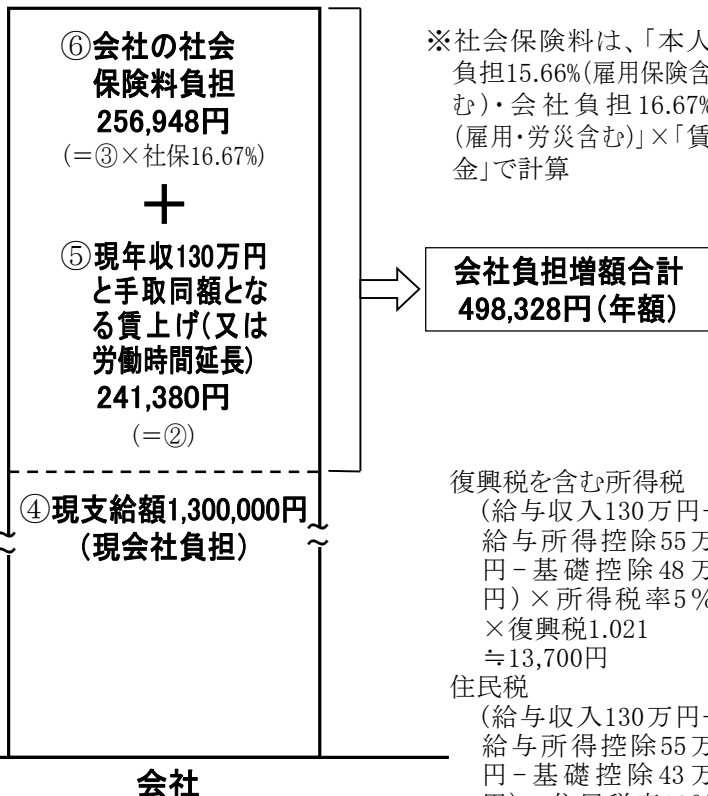 ⑥会社の社会
保険料負担
256,948円
(=③×社保16.67%)
＋
⑤現年収130万円
と手取同額とな
る賃上げ(又は
労働時間延長)
241,380円
(=②)
④現支給額1,300,000円
(現会社負担)
会社
※社会保険料は、「本人
負担15.66%(雇用保険含
む)・会社負担16.67%
(雇用・労災含む)」×「賃
金」で計算
会社負担増額合計
498,328円(年額)
復興税を含む所得税
(給与収入130万円-
給与所得控除55万
円-基礎控除48万
円)×所得税率5%
×復興税1.021
≒13,700円
住民税
(給与収入130万円-
給与所得控除55万
円-基礎控除43万